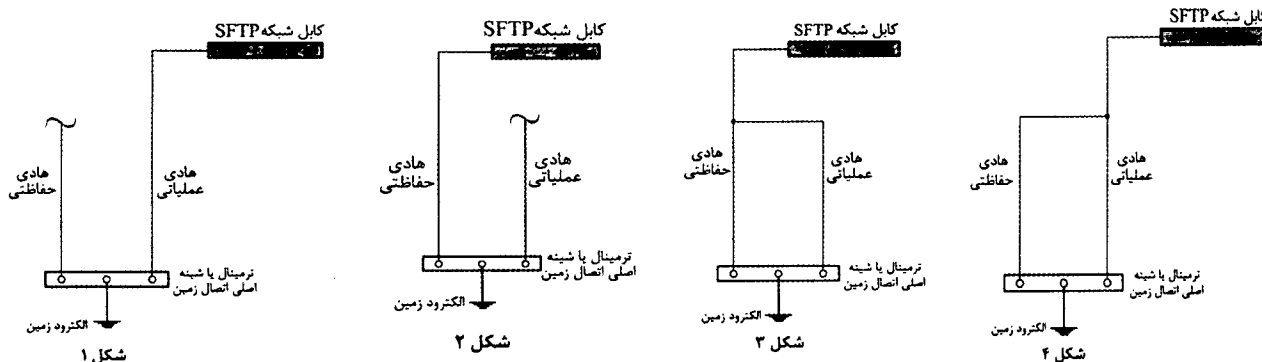 کابل شبکه SFTP
هادی حفاظتی
هادی عملیاتی
ترمینال یا شینه
اصلی اتصال زمین
الکترود زمین
شکل ۱
کابل شبکه SFTP
هادی حفاظتی
هادی عملیاتی
ترمینال یا شینه
اصلی اتصال زمین
الکترود زمین
شکل ۲
کابل شبکه SFTP
هادی حفاظتی
هادی عملیاتی
ترمینال یا شینه
اصلی اتصال زمین
الکترود زمین
شکل ۳
کابل شبکه SFTP
هادی حفاظتی
هادی عملیاتی
ترمینال یا شینه
اصلی اتصال زمین
الکترود زمین
شکل ۴